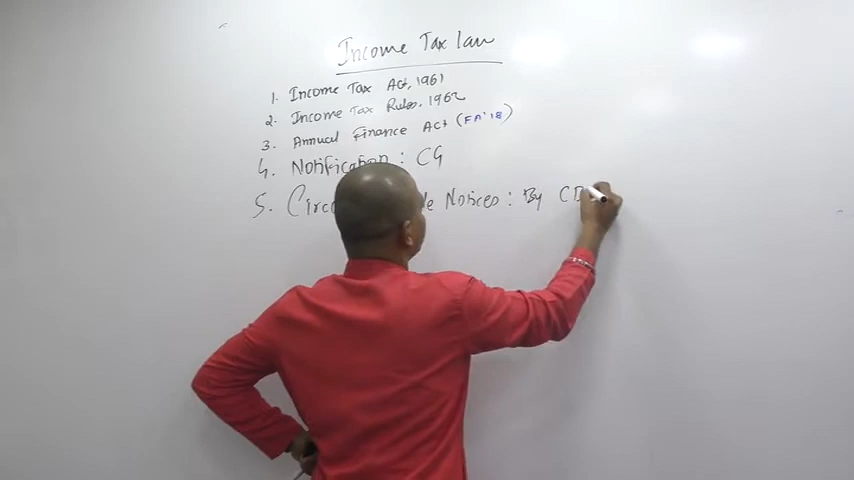 Income Tax law
1. Income Tax Act, 1961
2. Income Tax Rules, 1962
3. Annual Finance Act (FA'18)
4. Notification : CG
5. Notices : By